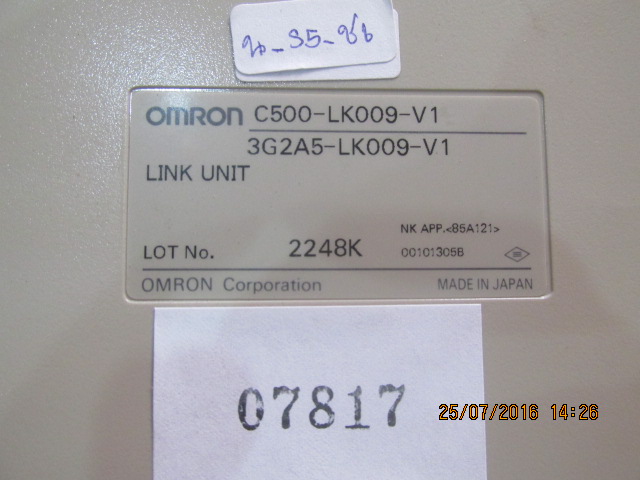 OMRON C500-LK009-V1
3G2A5-LK009-V1
LINK UNIT
NK APP.<85A121>
LOT No. 2248K 00101305B
OMRON Corporation MADE IN JAPAN
07817
25/07/2016 14:26